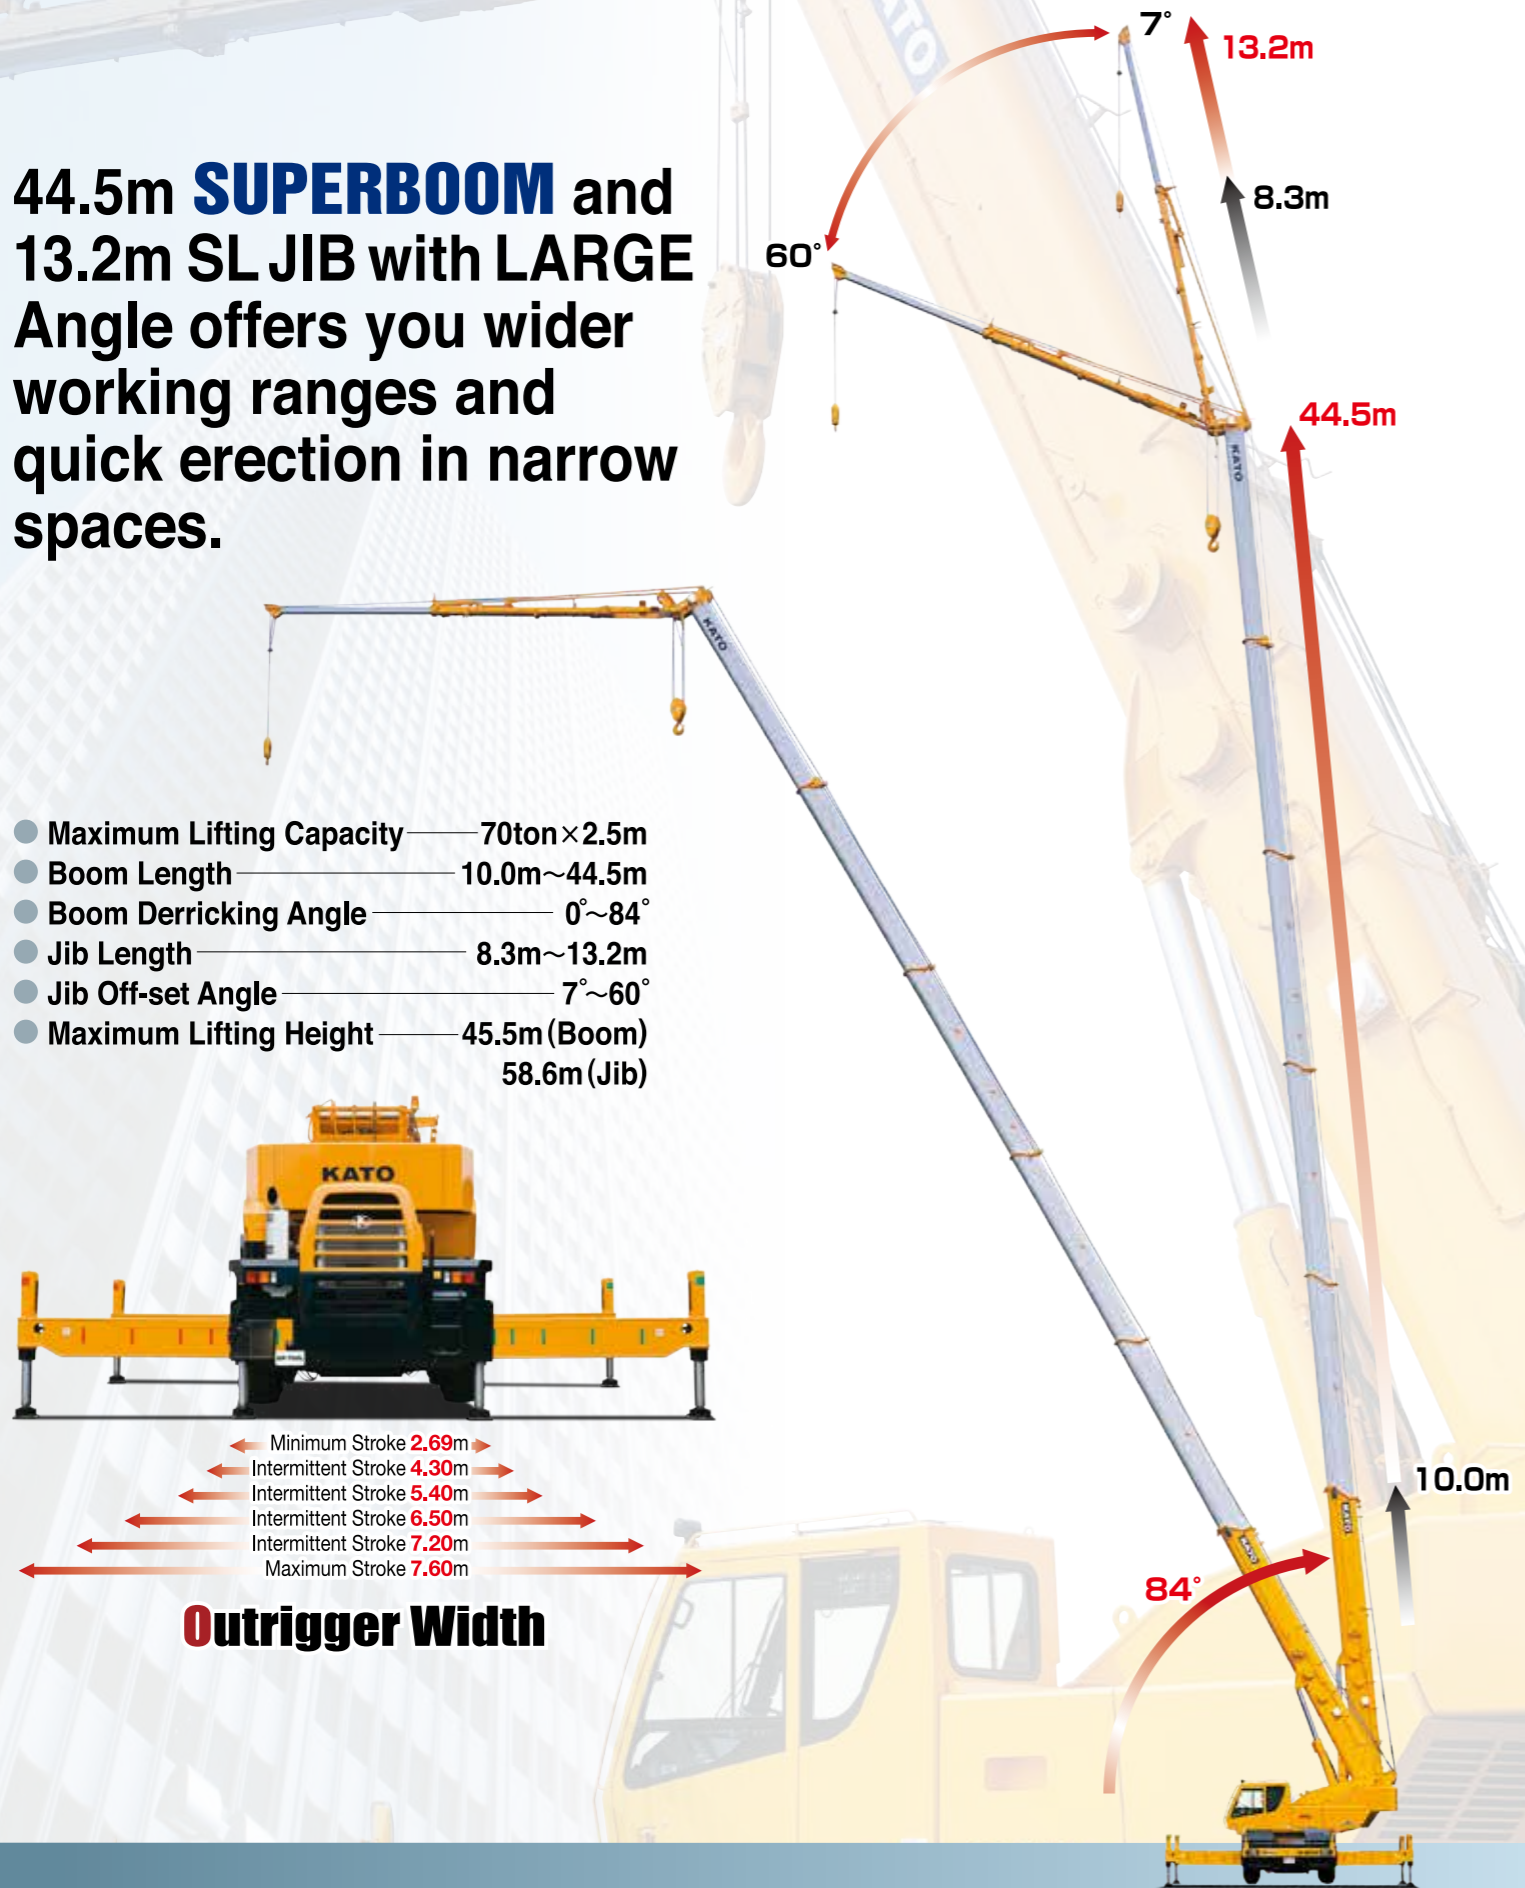 44.5m SUPERBOOM and
13.2m SL JIB with LARGE
Angle offers you wider
working ranges and
quick erection in narrow
spaces.
KATO
7°
13.2m
8.3m
60°
44.5m
KATO
KATO
Maximum Lifting Capacity 70ton×2.5m
Boom Length 10.0m~44.5m
Boom Derricking Angle 0°~84°
Jib Length 8.3m~13.2m
Jib Off-set Angle 7°~60°
Maximum Lifting Height 45.5m (Boom)
58.6m (Jib)
KATO
Minimum Stroke 2.69m
Intermittent Stroke 4.30m
Intermittent Stroke 5.40m
Intermittent Stroke 6.50m
Intermittent Stroke 7.20m
Maximum Stroke 7.60m
Outrigger Width
10.0m
KATO
KATO
84°